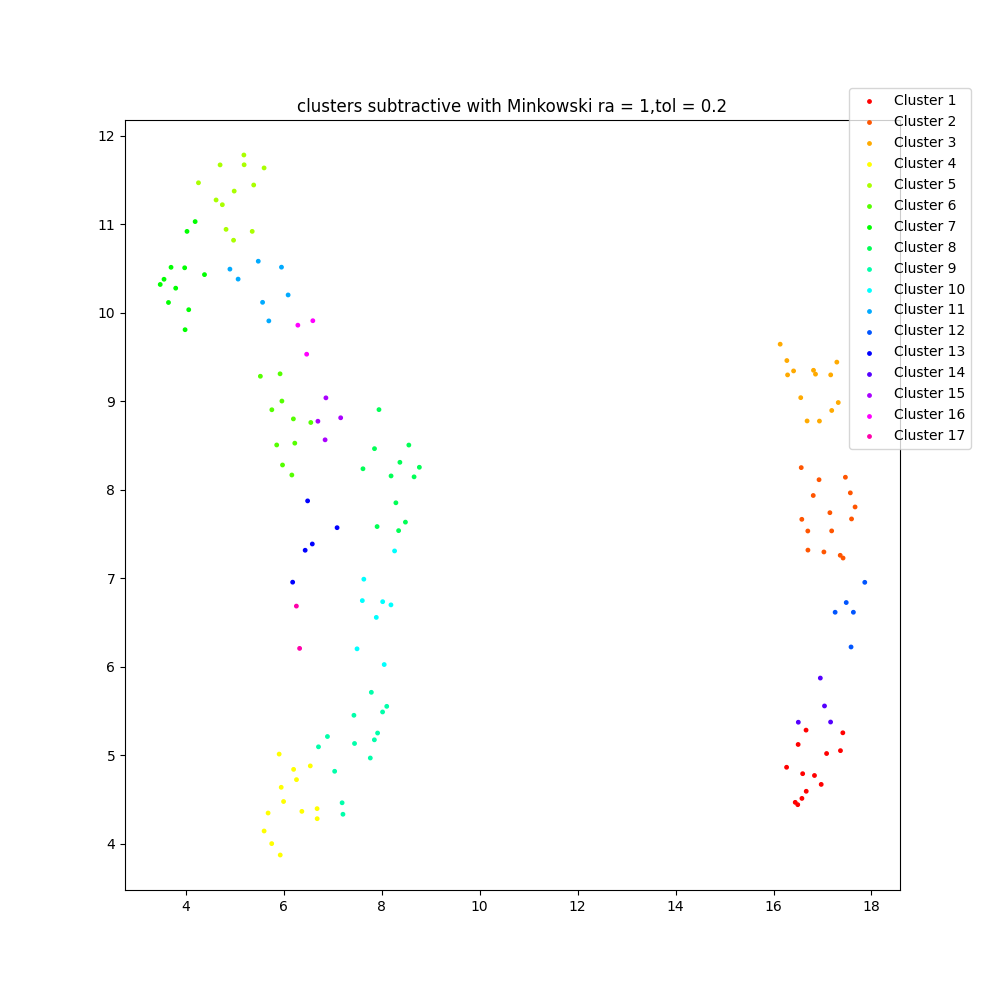 clusters subtractive with Minkowski ra = 1,tol = 0.2
Cluster 1
Cluster 2
Cluster 3
Cluster 4
Cluster 5
Cluster 6
Cluster 7
Cluster 8
Cluster 9
Cluster 10
Cluster 11
Cluster 12
Cluster 13
Cluster 14
Cluster 15
Cluster 16
Cluster 17
12
11
10
9
8
7
6
5
4
4 6 8 10 12 14 16 18